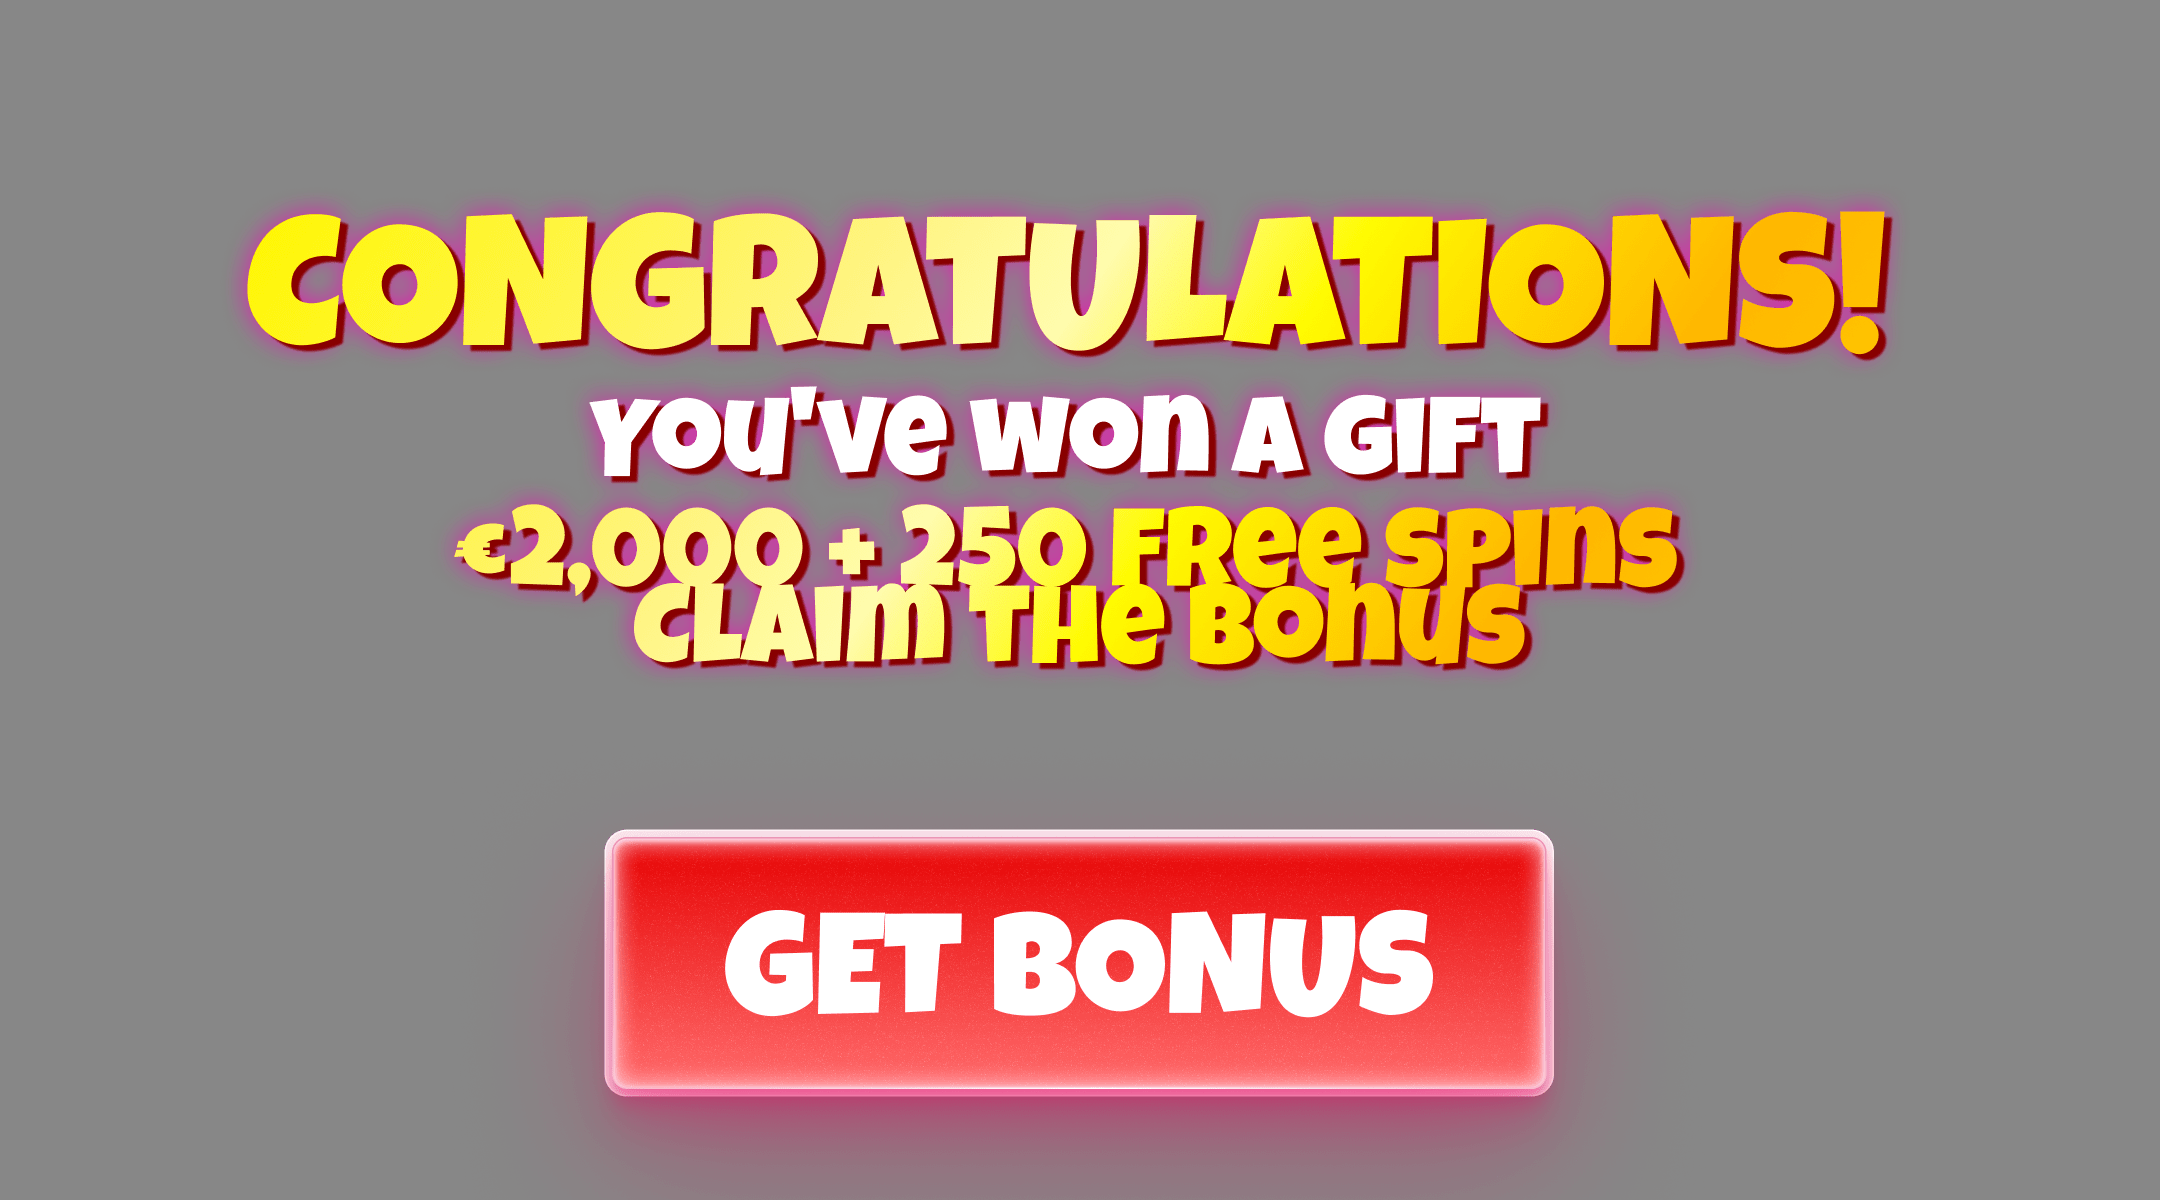 CONGRATULATIONS!
You've won a gift
€2,000 + 250 Free Spins
Claim the bonus
GET BONUS